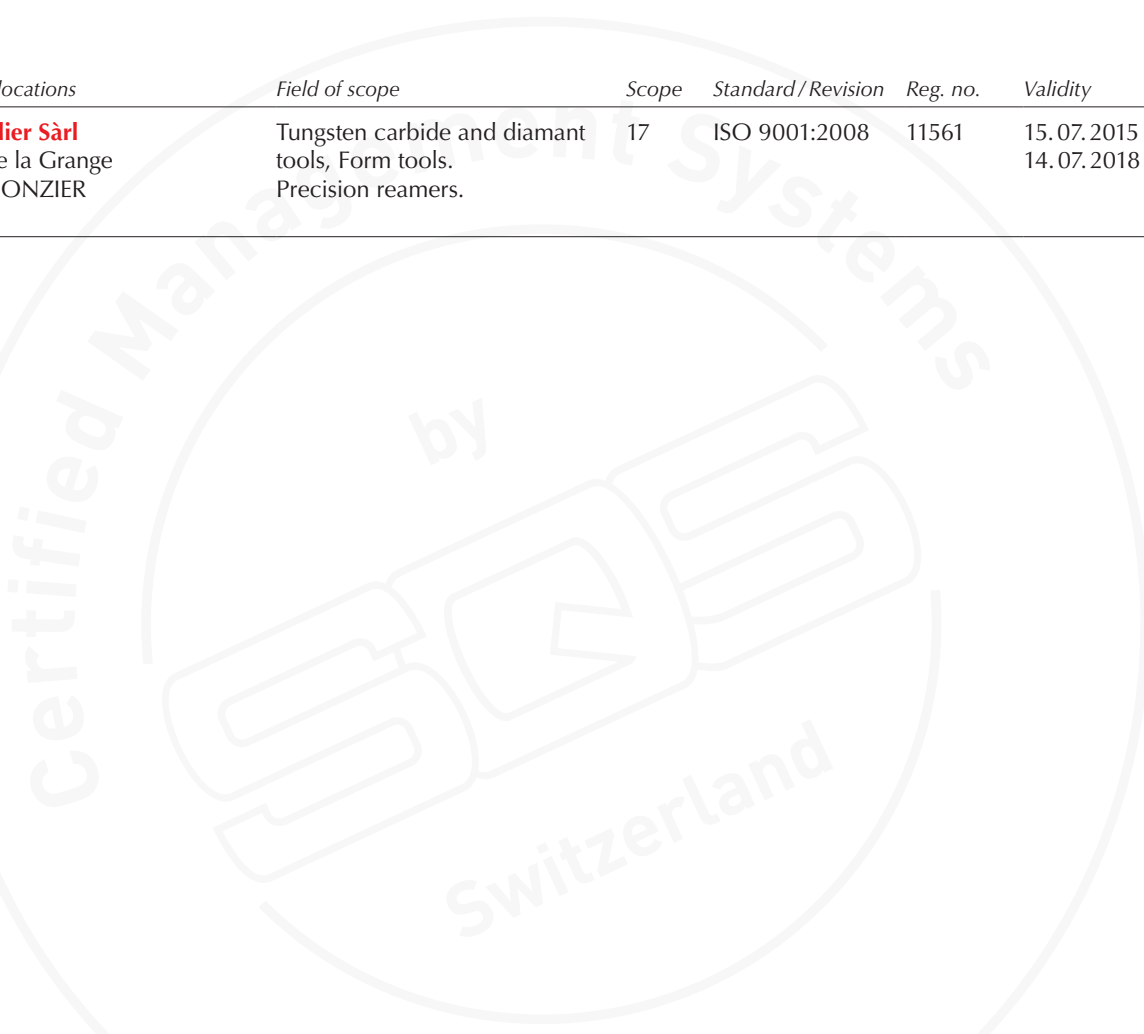 locations Field of scope Scope Standard / Revision Reg. no. Validity
lier Sàrl Tungsten carbide and diamant 17 ISO 9001:2008 11561 15. 07. 2015
e la Grange tools, Form tools. 14. 07. 2018
ONZIER Precision reamers.
Certified Management Systems
by
SQS
Switzerland